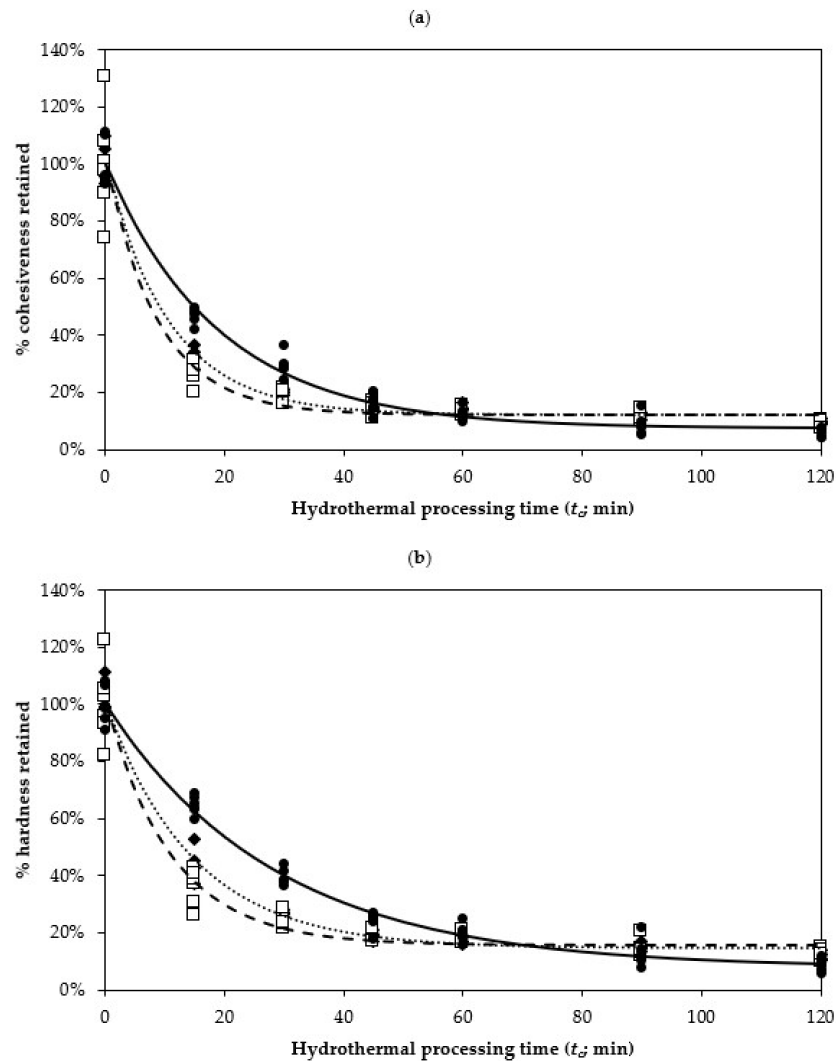 (a)
140%
120%
100%
80%
60%
40%
20%
0%
% cohesiveness retained
0 20 40 60 80 100 120
Hydrothermal processing time (tc; min)
(b)
140%
120%
100%
80%
60%
40%
20%
0%
% hardness retained
0 20 40 60 80 100 120
Hydrothermal processing time (tc; min)